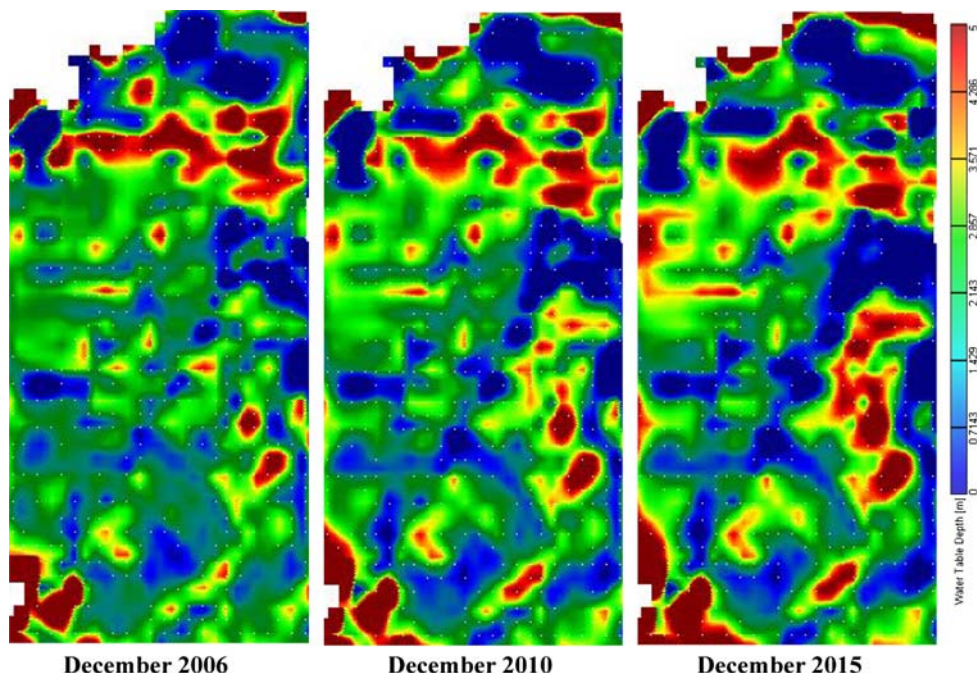 5
4.286
3.571
2.857
2.143
1.429
0.7143
0
Water Table Depth [m]
December 2006
December 2010
December 2015